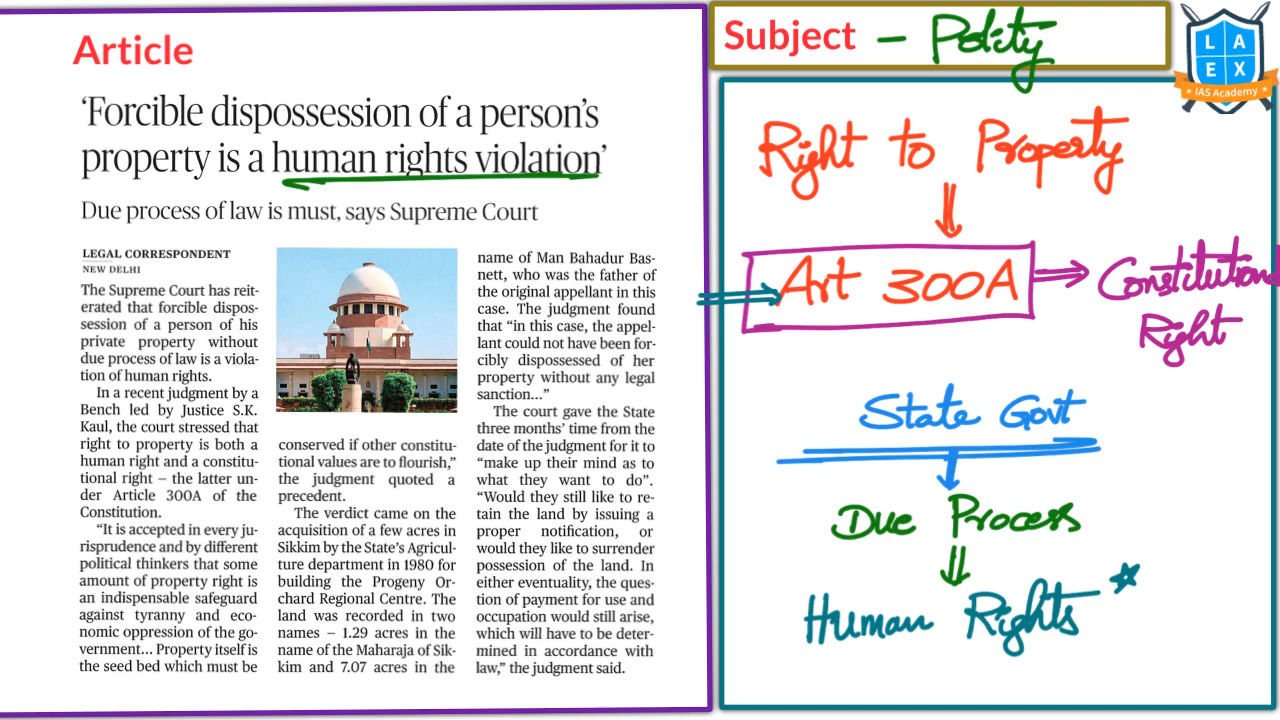 Article
‘Forcible dispossession of a person’s
property is a human rights violation’
Due process of law is must, says Supreme Court
LEGAL CORRESPONDENT
NEW DELHI
The Supreme Court has reit-
erated that forcible dispos-
session of a person of his
private property without
due process of law is a viola-
tion of human rights.
In a recent judgment by a
Bench led by Justice S.K.
Kaul, the court stressed that
right to property is both a
human right and a constitu-
tional right – the latter un-
der Article 300A of the
Constitution.
“It is accepted in every ju-
risprudence and by different
political thinkers that some
amount of property right is
an indispensable safeguard
against tyranny and eco-
nomic oppression of the go-
vernment... Property itself is
the seed bed which must be
conserved if other constitu-
tional values are to flourish,”
the judgment quoted a
precedent.
The verdict came on the
acquisition of a few acres in
Sikkim by the State’s Agricul-
ture department in 1980 for
building the Progeny Or-
chard Regional Centre. The
land was recorded in two
names – 1.29 acres in the
name of the Maharaja of Sik-
kim and 7.07 acres in the
name of Man Bahadur Bas-
nett, who was the father of
the original appellant in this
case. The judgment found
that “in this case, the appel-
lant could not have been for-
cibly dispossessed of her
property without any legal
sanction...”
The court gave the State
three months’ time from the
date of the judgment for it to
“make up their mind as to
what they want to do”.
“Would they still like to re-
tain the land by issuing a
proper notification, or
would they like to surrender
possession of the land. In
either eventuality, the ques-
tion of payment for use and
occupation would still arise,
which will have to be deter-
mined in accordance with
law,” the judgment said.
Subject – Polity
LA
EX
IAS Academy
Right to Property
Art 300A
Constitutional
Right
State Govt
Due Process
Human Rights